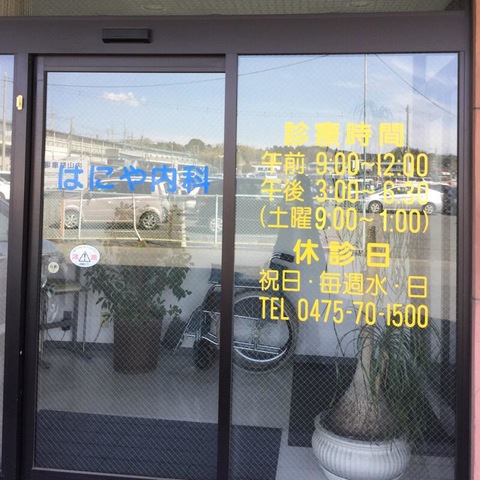 はにや内科
診療時間
午前 9:00~12:00
午後 3:00~6:30
(土曜9:00~1:00)
休診日
祝日・毎週水・日
TEL 0475-70-1500